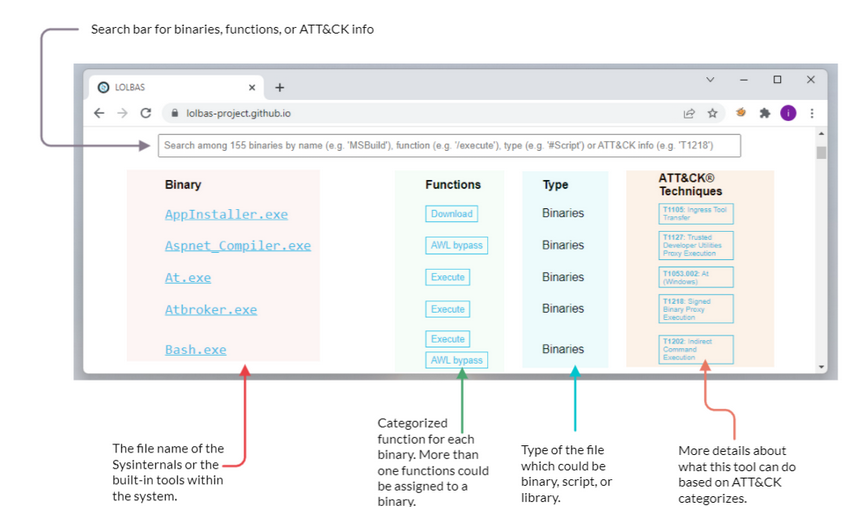 Search bar for binaries, functions, or ATT&CK info
LOLBAS
lolbas-project.github.io
i
Search among 155 binaries by name (e.g. 'MSBuild'), function (e.g. '/execute'), type (e.g. '#Script') or ATT&CK info (e.g. 'T1218')
Binary
Functions
Type
ATT&CK®
Techniques
AppInstaller.exe
Download
Binaries
T1105: Ingress Tool
Transfer
Aspnet_Compiler.exe
AWL bypass
Binaries
T1127: Trusted
Developer Utilities
Proxy Execution
At.exe
Execute
Binaries
T1053.002: At
(Windows)
Atbroker.exe
Execute
Binaries
T1218: Signed
Binary Proxy
Execution
Bash.exe
Execute
AWL bypass
Binaries
T1202: Indirect
Command
Execution
The file name of the
Sysinternals or the
built-in tools within
the system.
Categorized
function for each
binary. More than
one functions could
be assigned to a
binary.
Type of the file
which could be
binary, script, or
library.
More details about
what this tool can do
based on ATT&CK
categorizes.